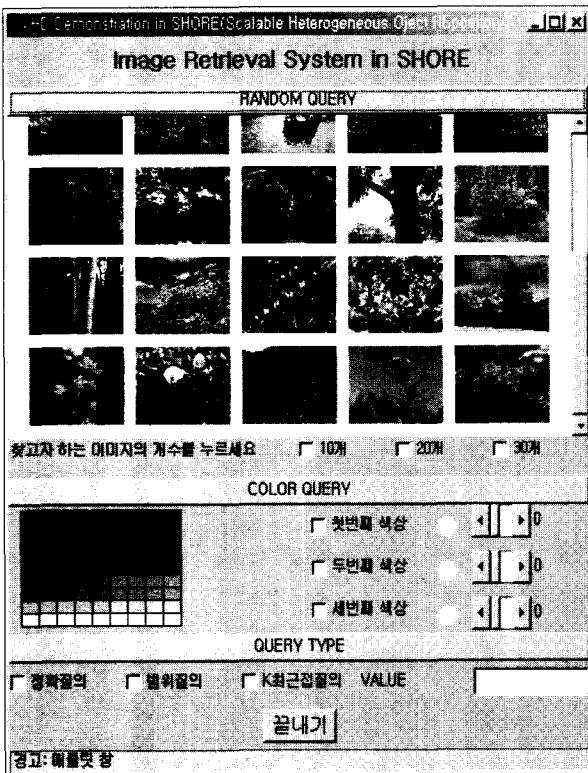 Demonstration in SHORE(Scalable Heterogeneous Oject
Image Retrieval System in SHORE
RANDOM QUERY
찾고자 하는 이미지의 개수를 누르세요 10개 20개 30개
COLOR QUERY
첫번째 색상 0
두번째 색상 0
세번째 색상 0
QUERY TYPE
정확질의 범위질의 K최근접질의 VALUE
끝내기
경고: 애플릿 창